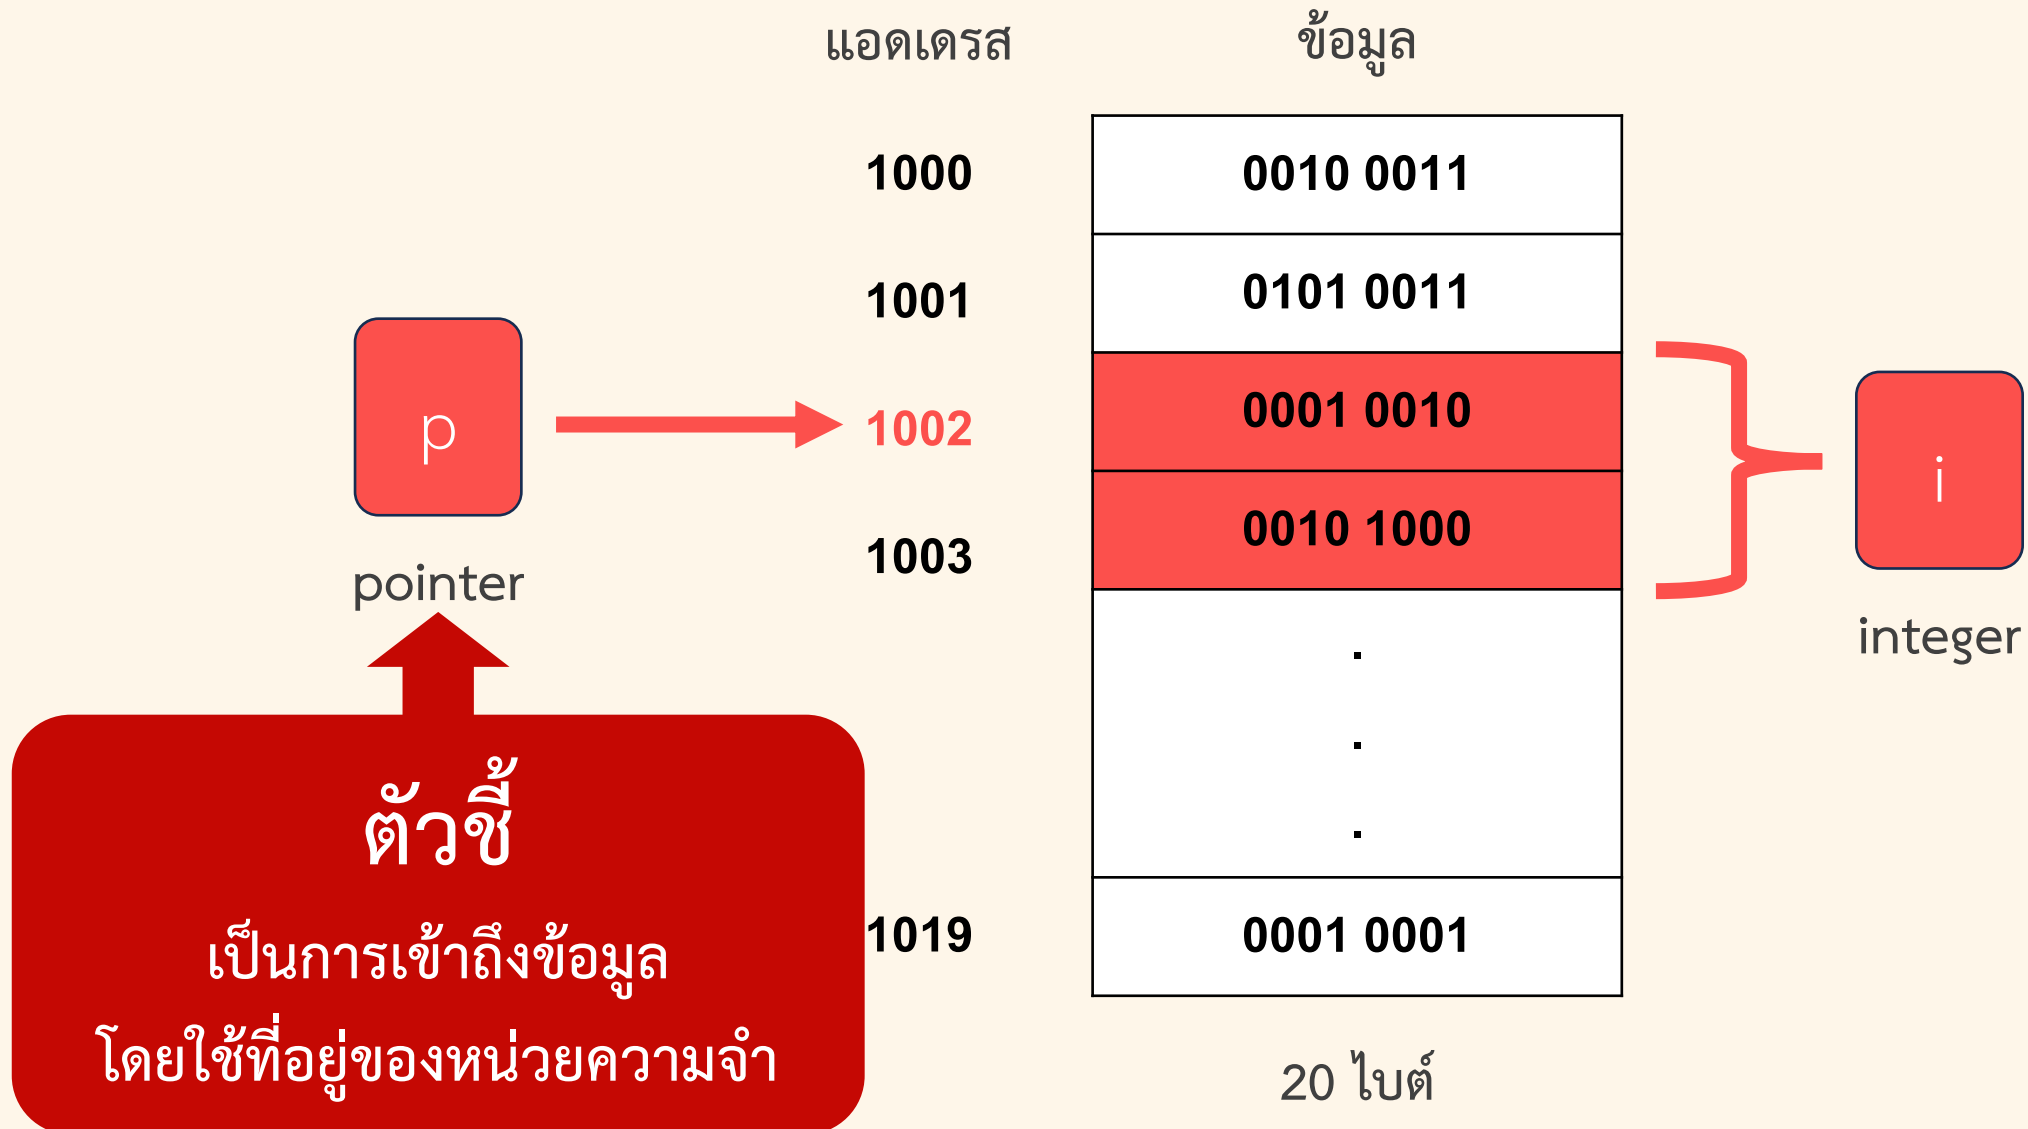 แอดเดรส ข้อมูล
1000 0010 0011
1001 0101 0011
1002 0001 0010
1003 0010 1000
.
.
.
1019 0001 0001
20 ไบต์
p
pointer
i
integer
ตัวชี้
เป็นการเข้าถึงข้อมูล
โดยใช้ที่อยู่ของหน่วยความจำ